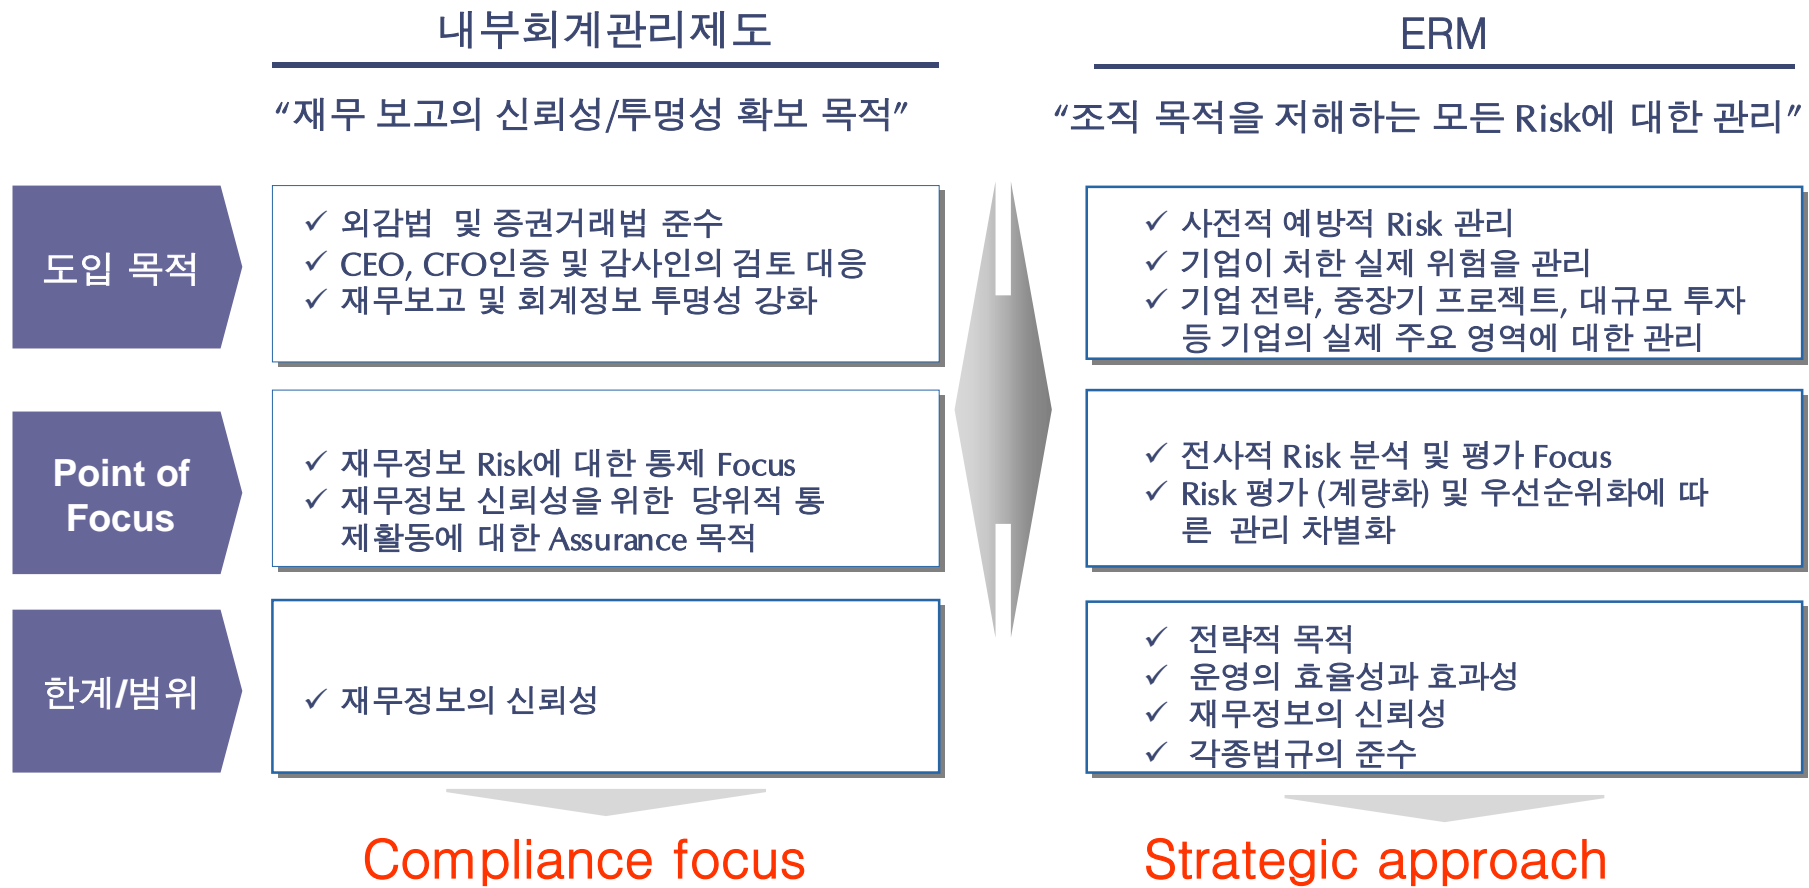 내부회계관리제도
“재무 보고의 신뢰성/투명성 확보 목적”
ERM
“조직 목적을 저해하는 모든 Risk에 대한 관리”
도입 목적
✓ 외감법 및 증권거래법 준수
✓ CEO, CFO인증 및 감사인의 검토 대응
✓ 재무보고 및 회계정보 투명성 강화
✓ 사전적 예방적 Risk 관리
✓ 기업이 처한 실제 위험을 관리
✓ 기업 전략, 중장기 프로젝트, 대규모 투자
등 기업의 실제 주요 영역에 대한 관리
Point of
Focus
✓ 재무정보 Risk에 대한 통제 Focus
✓ 재무정보 신뢰성을 위한 당위적 통
제활동에 대한 Assurance 목적
✓ 전사적 Risk 분석 및 평가 Focus
✓ Risk 평가 (계량화) 및 우선순위화에 따
른 관리 차별화
한계/범위
✓ 재무정보의 신뢰성
✓ 전략적 목적
✓ 운영의 효율성과 효과성
✓ 재무정보의 신뢰성
✓ 각종법규의 준수
Compliance focus
Strategic approach